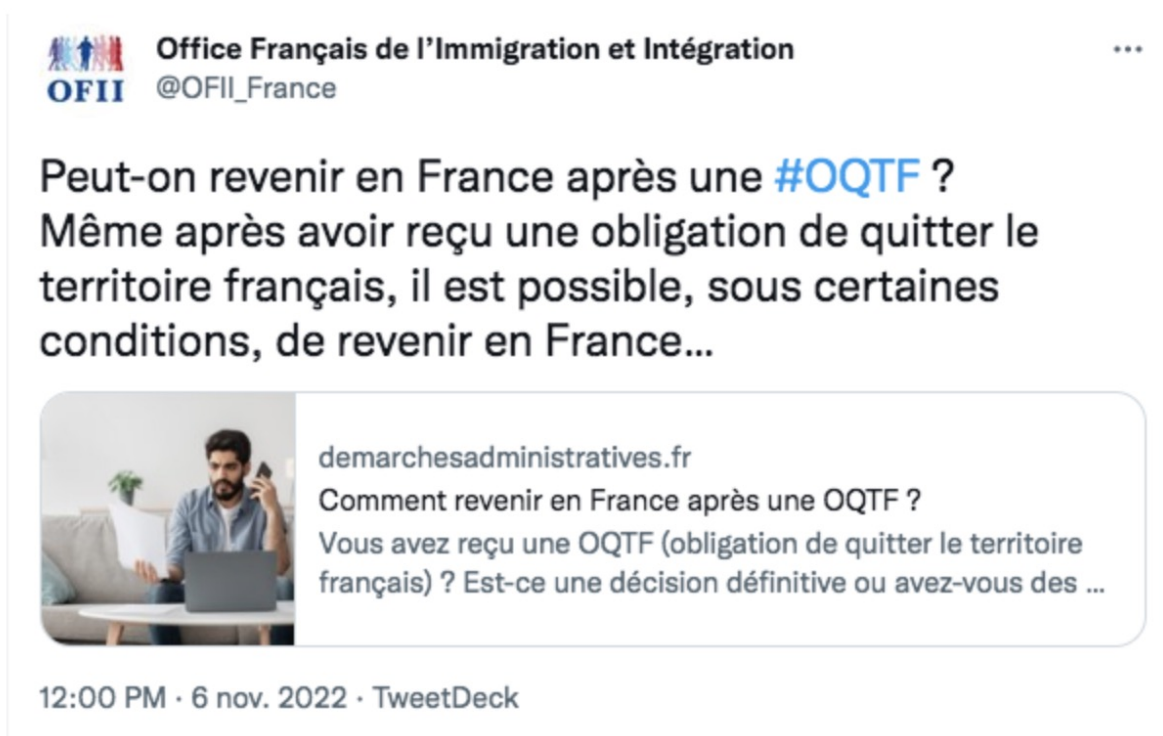 Office Français de l'Immigration et Intégration
OFII
@OFII_France
Peut-on revenir en France après une #OQTF ?
Même après avoir reçu une obligation de quitter le
territoire français, il est possible, sous certaines
conditions, de revenir en France...
demarchesadministratives.fr
Comment revenir en France après une OQTF ?
Vous avez reçu une OQTF (obligation de quitter le territoire
français) ? Est-ce une décision définitive ou avez-vous des ...
12:00 PM · 6 nov. 2022 · TweetDeck